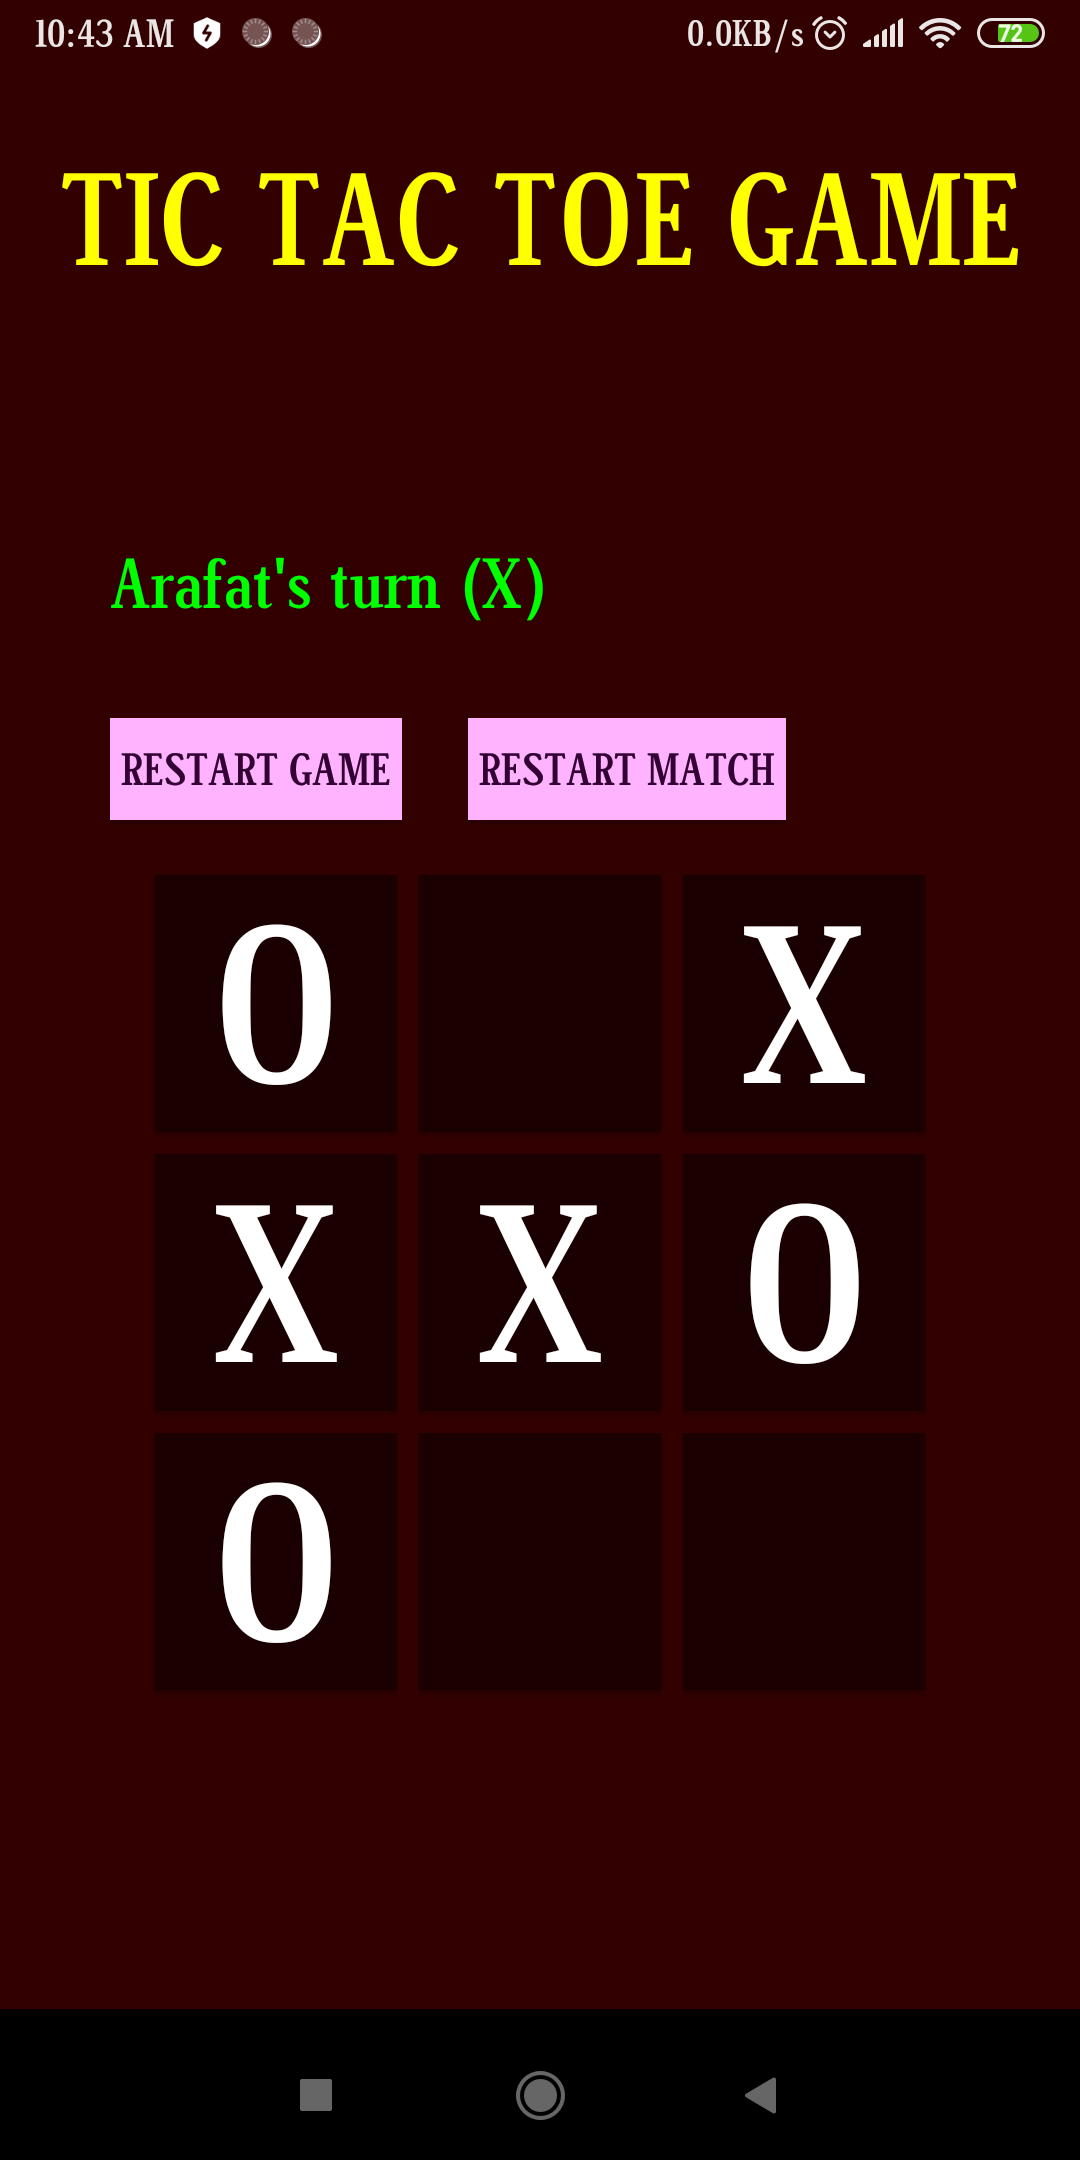 10:43 AM 0.0KB/s 72
TIC TAC TOE GAME
Arafat's turn (X)
RESTART GAME RESTART MATCH
O X
X X O
O